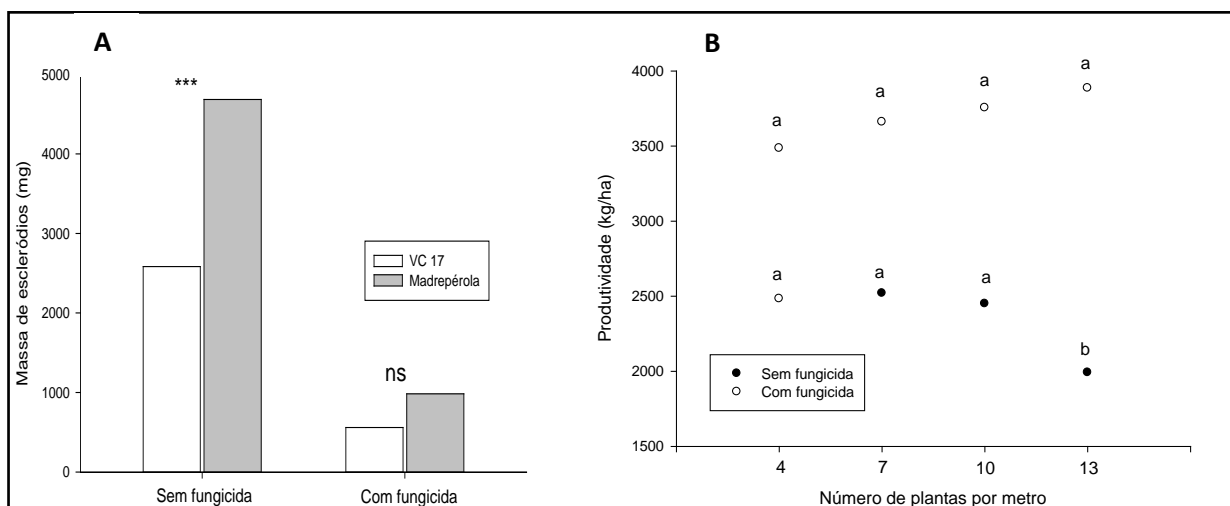 A
Massa de escleródios (mg)
5000
4000
3000
2000
1000
0
***
ns
VC 17
Madrepérola
Sem fungicida
Com fungicida
B
Produtividade (kg/ha)
4000
3500
3000
2500
2000
1500
a
a
a
a
a
a
a
b
Sem fungicida
Com fungicida
4
7
10
13
Número de plantas por metro